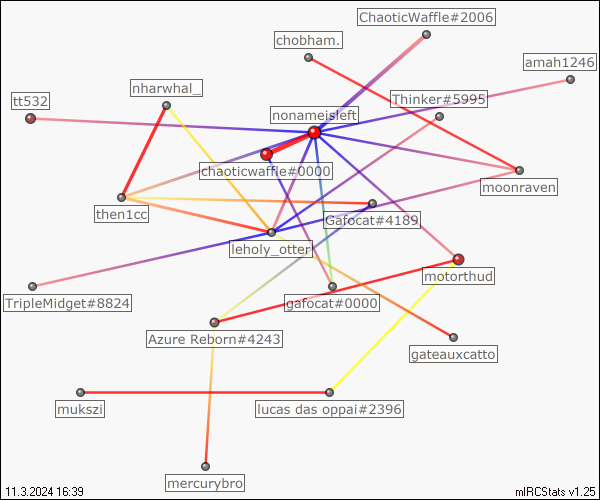 ChaoticWaffle#2006
chobham.
amah1246
nharwhal_
Thinker#5995
tt532
nonameisleft
chaoticwaffle#0000
moonraven
then1cc
Gafocat#4189
leholy_otter
motorthud
TripleMidget#8824
gafocat#0000
Azure Reborn#4243
gateauxcatto
mukszi
lucas das oppai#2396
mercurybro
11.3.2024 16:39
mIRCStats v1.25